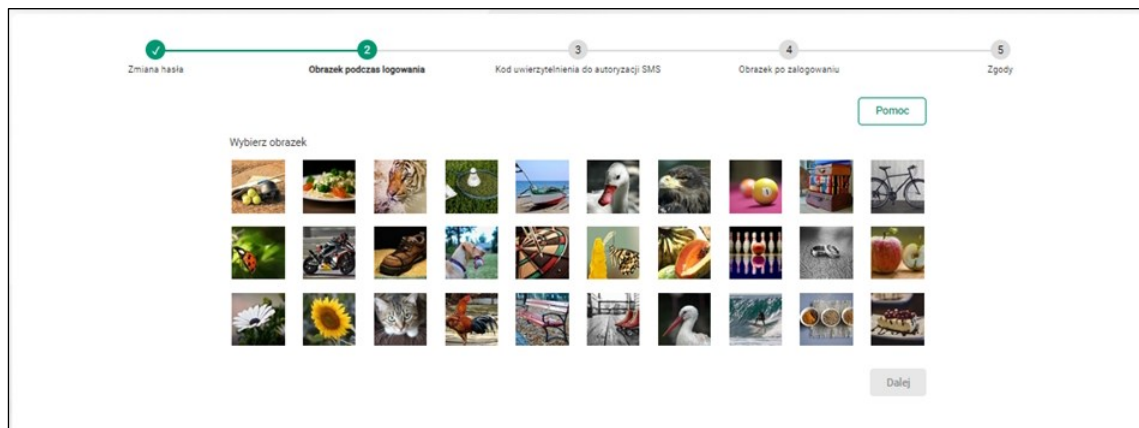 2
3
4
5
Zmiana hasła
Obrazek podczas logowania
Kod uwierzytelnienia do autoryzacji SMS
Obrazek po zalogowaniu
Zgody
Pomoc
Wybierz obrazek
1
Dalej